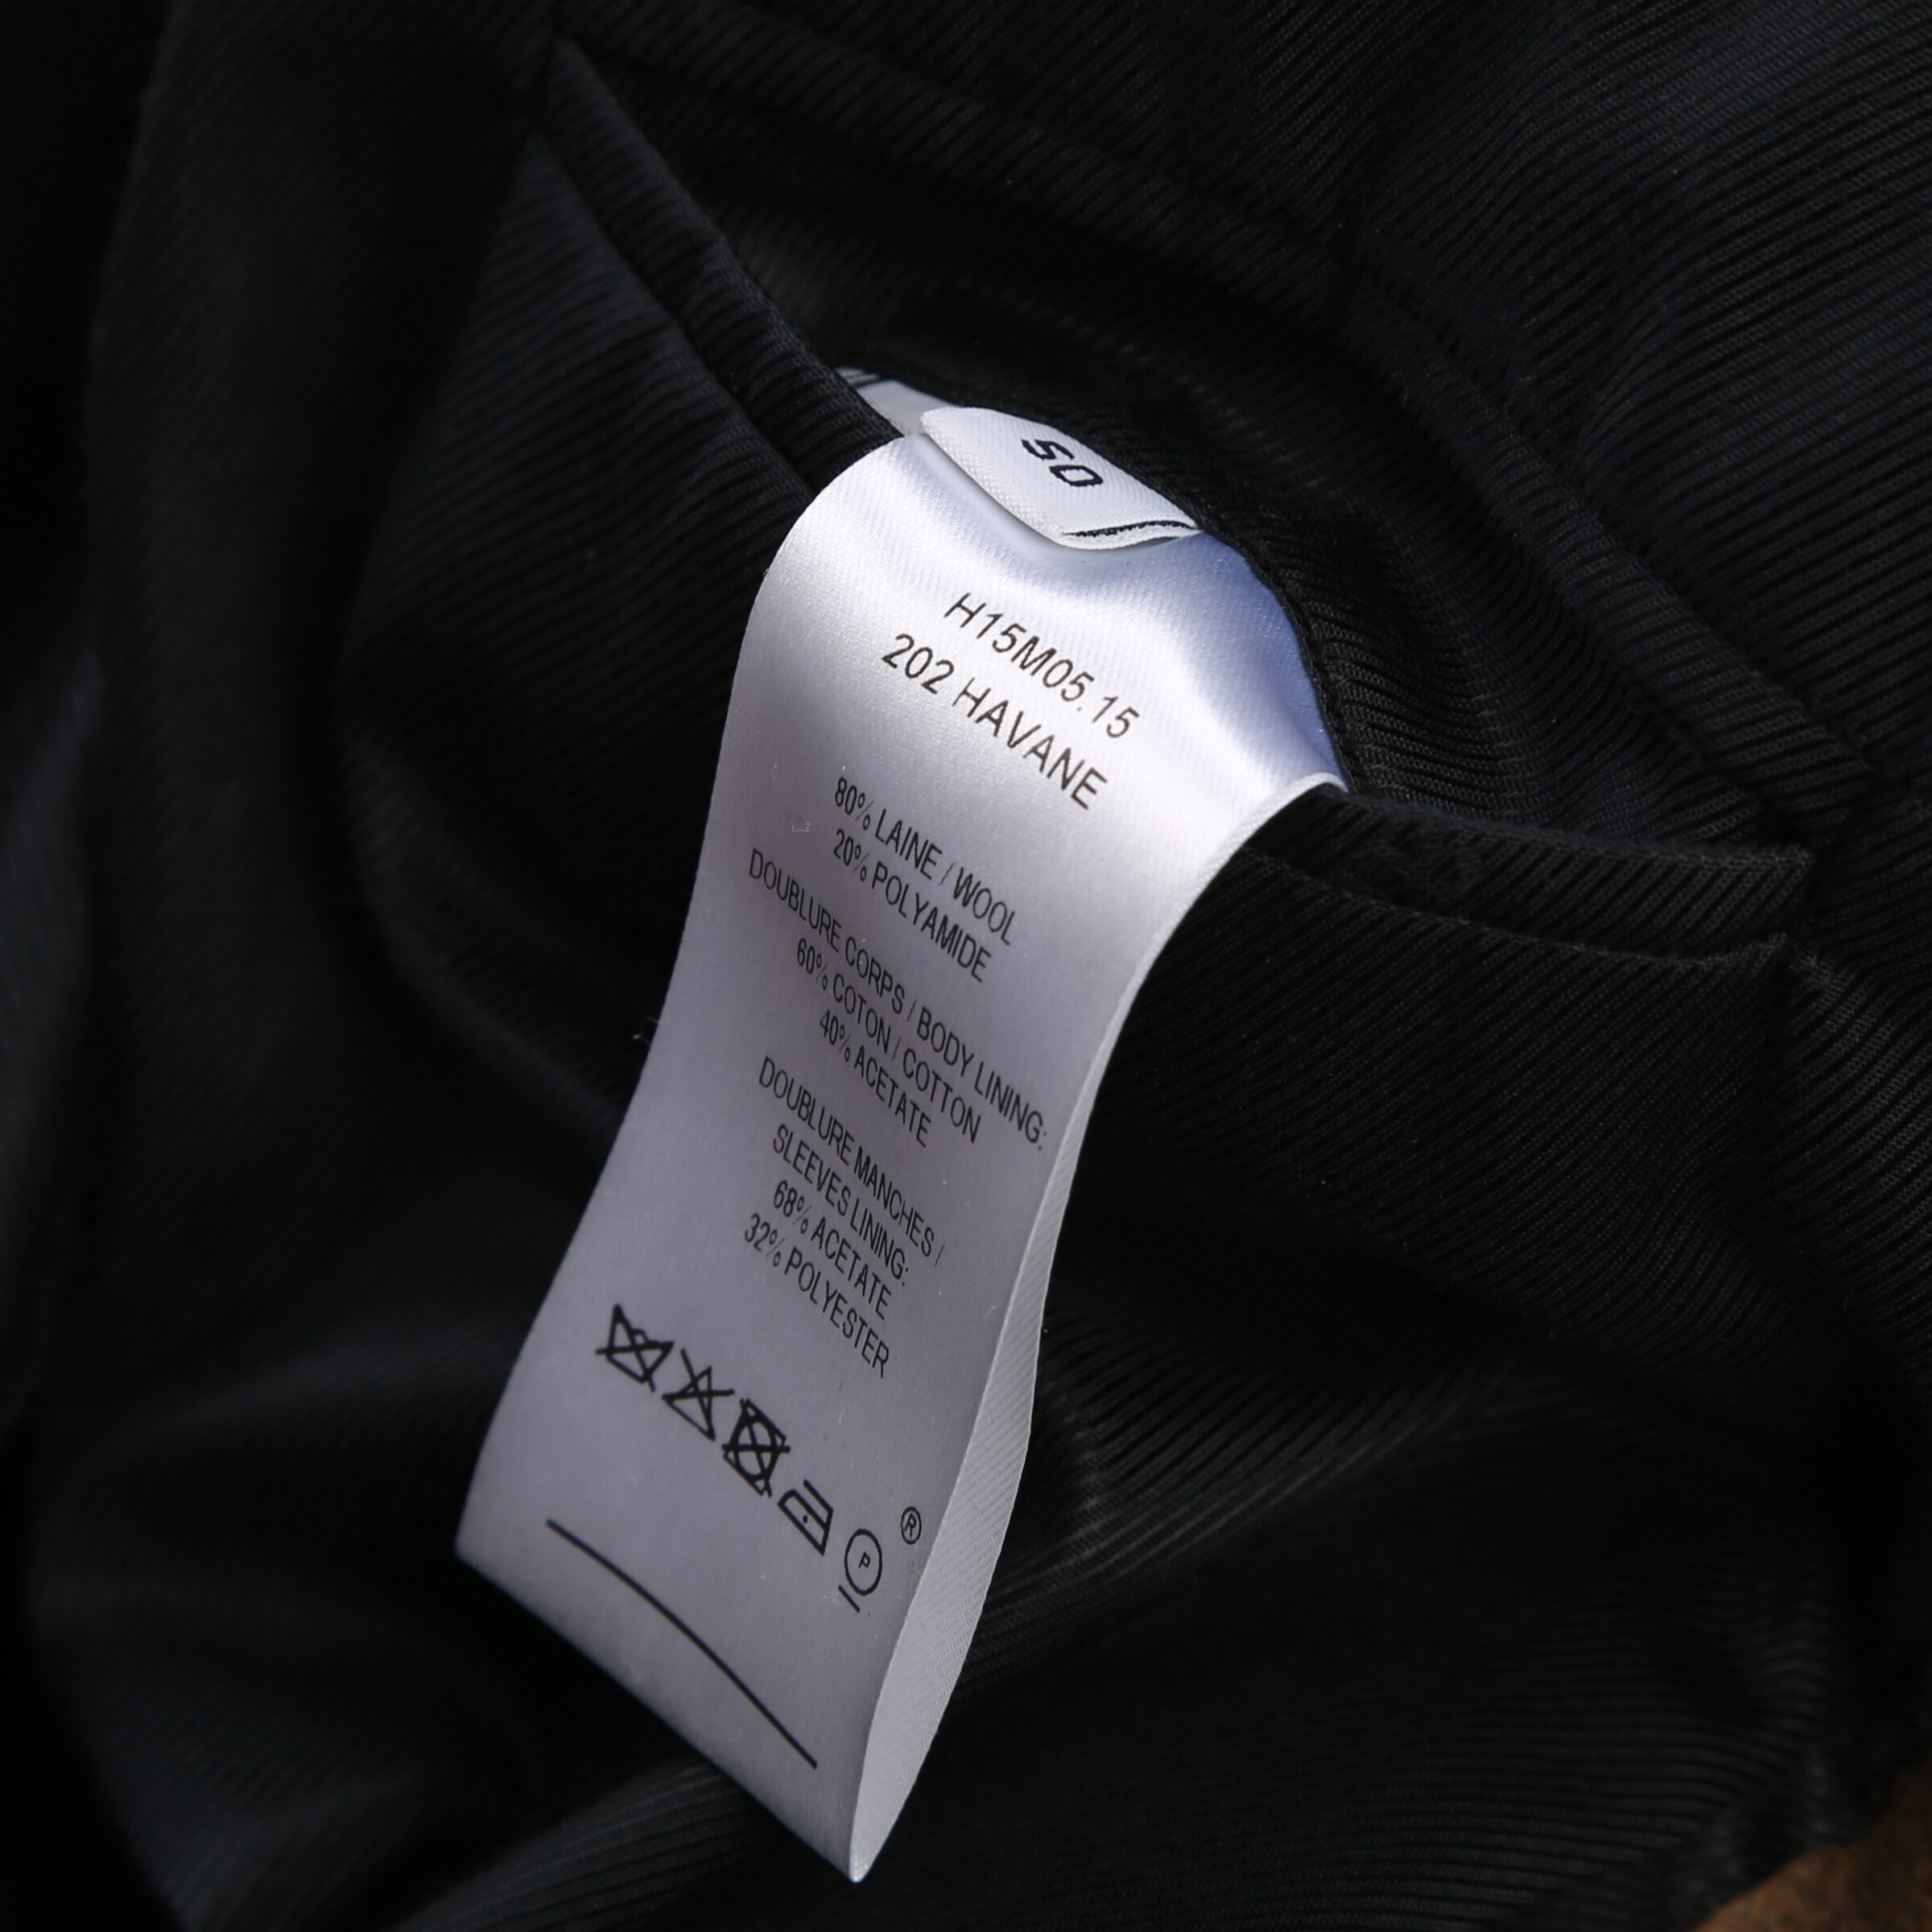 50
H15M05.15
202 HAVANE
80% LAINE / WOOL
20% POLYAMIDE
DOUBLURE CORPS / BODY LINING:
60% COTON / COTTON
40% ACETATE
DOUBLURE MANCHES /
SLEEVES LINING:
68% ACETATE
32% POLYESTER
®
P